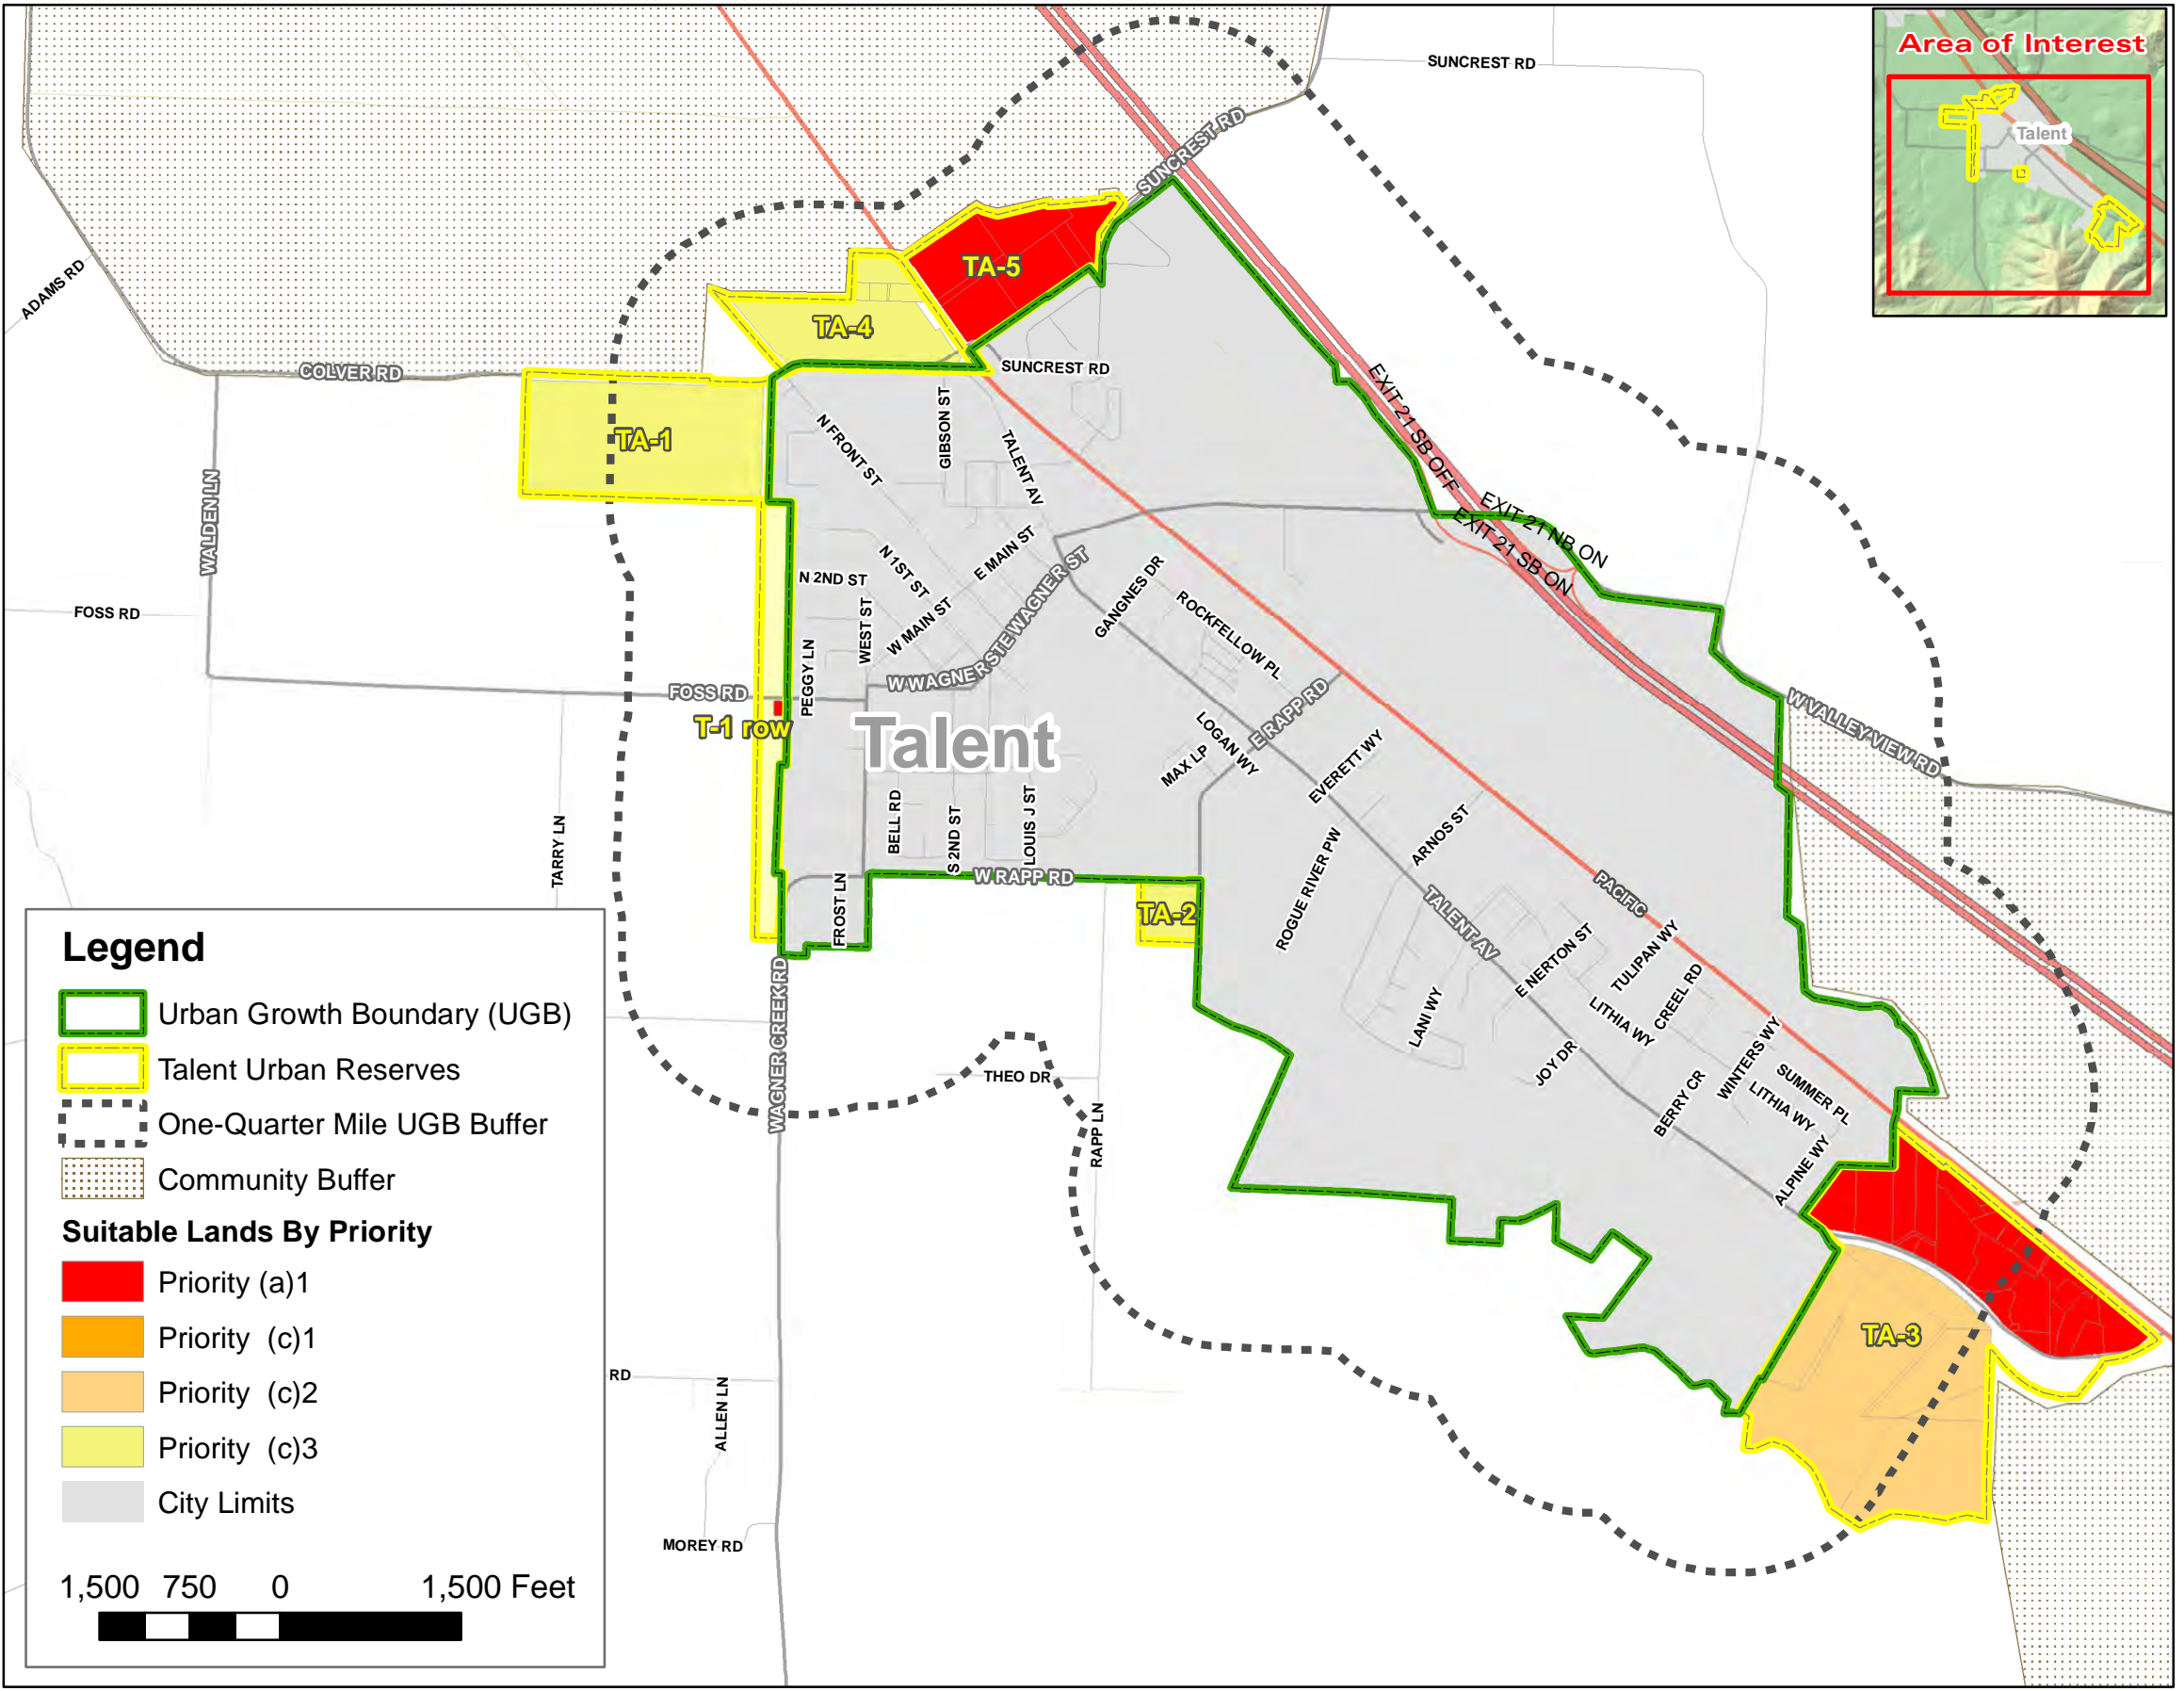 Area of Interest
Talent
SUNCREST RD
SUNCREST RD
ADAMS RD
TA-5
TA-4
COLVER RD
SUNCREST RD
EXIT 21 SB OFF
TA-1
N FRONT ST
GIBSON ST
TALENT AV
WALDEN LN
EXIT 21 NB ON
EXIT 21 SB ON
N 2ND ST
N 1ST ST
E MAIN ST
E WAGNER ST
GANGNES DR
ROCKFELLOW PL
FOSS RD
WEST ST
W MAIN ST
PEGGY LN
W WAGNER ST
FOSS RD
T-1 row
Talent
LOGAN WY
E RAPP RD
MAX LP
EVERETT WY
W VALLEY VIEW RD
TARRY LN
BELL RD
S 2ND ST
LOUIS J ST
ARNOS ST
W RAPP RD
FROST LN
TA-2
ROGUE RIVER PW
TALENT AV
PACIFIC
E NERTON ST
TULIPAN WY
CREEL RD
LANI WY
LITHIA WY
JOY DR
WAGNER CREEK RD
THEO DR
RAPP LN
BERRY CR
WINTERS WY
SUMMER PL
LITHIA WY
ALPINE WY
TA-3
RD
ALLEN LN
MOREY RD
Legend
Urban Growth Boundary (UGB)
Talent Urban Reserves
One-Quarter Mile UGB Buffer
Community Buffer
Suitable Lands By Priority
Priority (a)1
Priority (c)1
Priority (c)2
Priority (c)3
City Limits
1,500 750 0 1,500 Feet